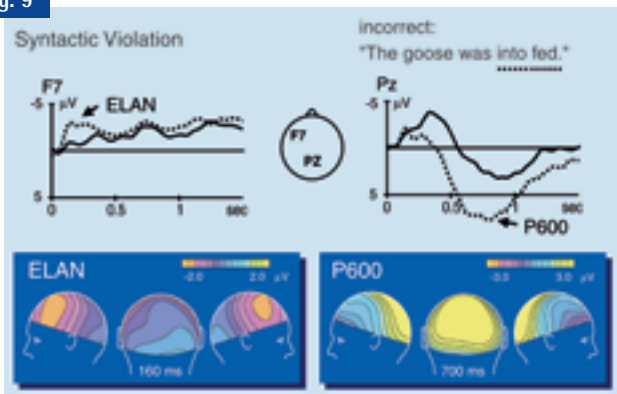 g. 9
Syntactic Violation
incorrect:
"The goose was into fed."
F7
-5 µV
ELAN
5
0 0.5 1 sec
F7
PZ
Pz
-5 µV
5
0 0.5 1 sec
P600
ELAN
-2.0 2.0 µV
160 ms
P600
-3.0 3.0 µV
700 ms